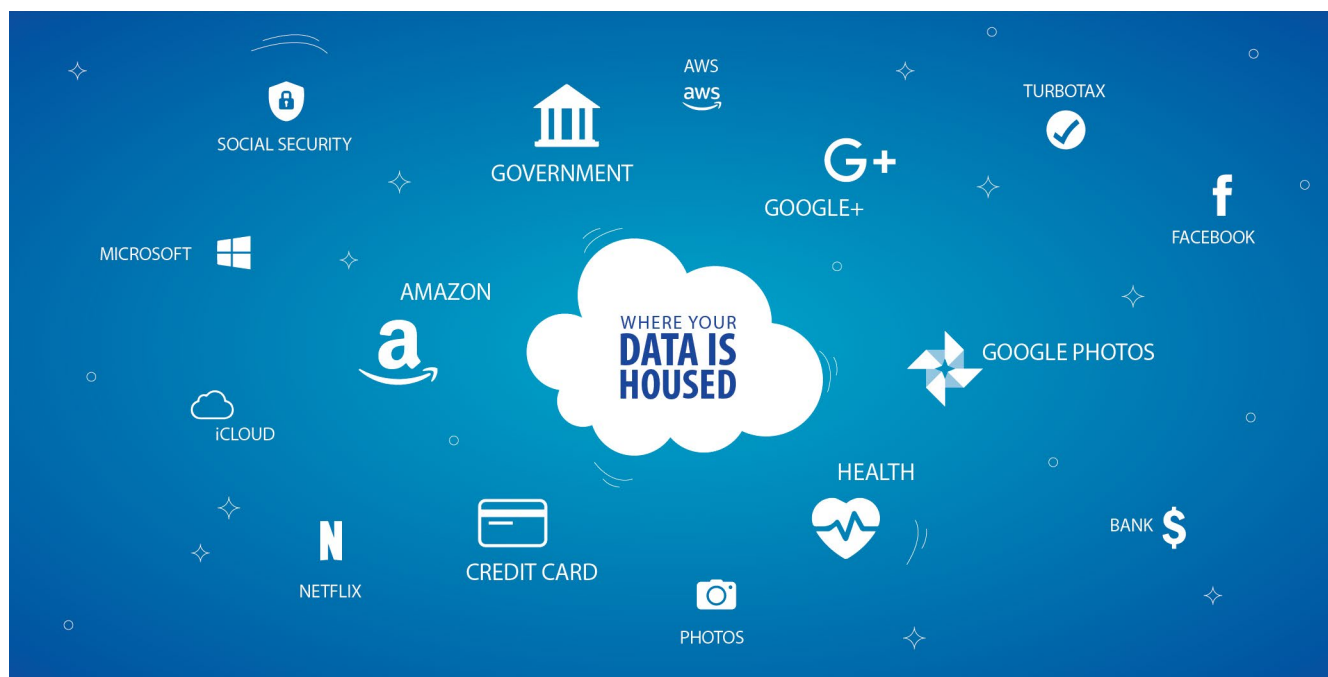 AWS
aws
TURBOTAX
SOCIAL SECURITY
GOVERNMENT
G+
GOOGLE+
f
FACEBOOK
MICROSOFT
AMAZON
a
WHERE YOUR
DATA IS
HOUSED
GOOGLE PHOTOS
iCLOUD
HEALTH
BANK $
N
NETFLIX
CREDIT CARD
PHOTOS